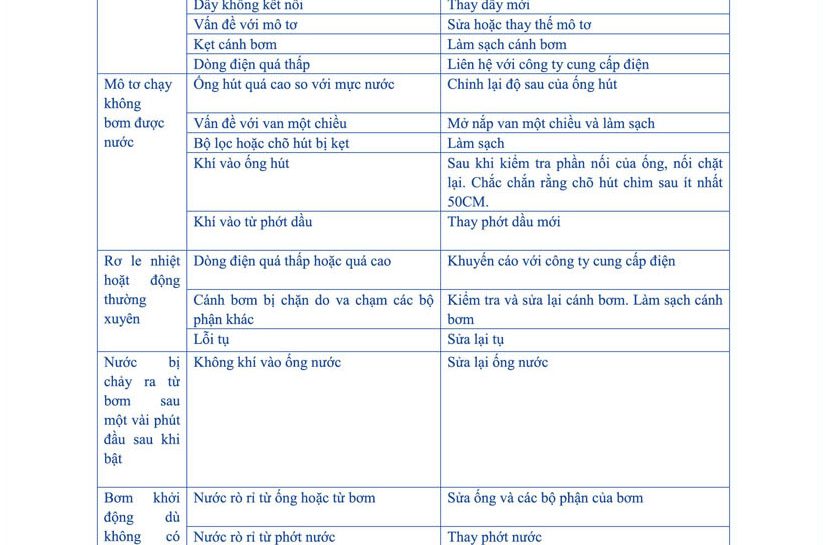 Dây không kết nối
Thay dây mới
Vấn đề với mô tơ
Sửa hoặc thay thế mô tơ
Kẹt cánh bơm
Làm sạch cánh bơm
Dòng điện quá thấp
Liên hệ với công ty cung cấp điện
Mô tơ chạy
không
bơm được
nước
Ống hút quá cao so với mực nước
Chỉnh lại độ sau của ống hút
Vấn đề với van một chiều
Mở nắp van một chiều và làm sạch
Bộ lọc hoặc chõ hút bị kẹt
Làm sạch
Khí vào ống hút
Sau khi kiểm tra phần nối của ống, nối chặt
lại. Chắc chắn rằng chõ hút chìm sau ít nhất
50CM.
Khí vào từ phớt dầu
Thay phớt dầu mới
Rơ le nhiệt
hoạt động
thường
xuyên
Dòng điện quá thấp hoặc quá cao
Khuyến cáo với công ty cung cấp điện
Cánh bơm bị chặn do va chạm các bộ
phận khác
Kiểm tra và sửa lại cánh bơm. Làm sạch cánh
bơm
Lỗi tụ
Sửa lại tụ
Nước bị
chảy ra từ
bơm sau
một vài phút
đầu sau khi
bật
Không khí vào ống nước
Sửa lại ống nước
Bơm khởi
động dù
không có
Nước rò rỉ từ ống hoặc từ bơm
Sửa ống và các bộ phận của bơm
Nước rò rỉ từ phớt nước
Thay phớt nước